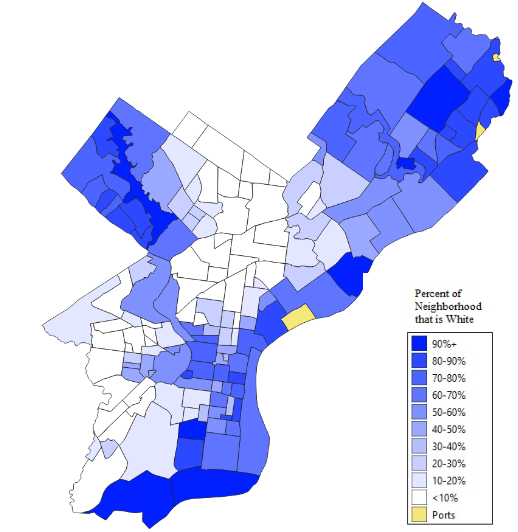 Percent of
Neighborhood
that is White
90%+
80-90%
70-80%
60-70%
50-60%
40-50%
30-40%
20-30%
10-20%
<10%
Ports